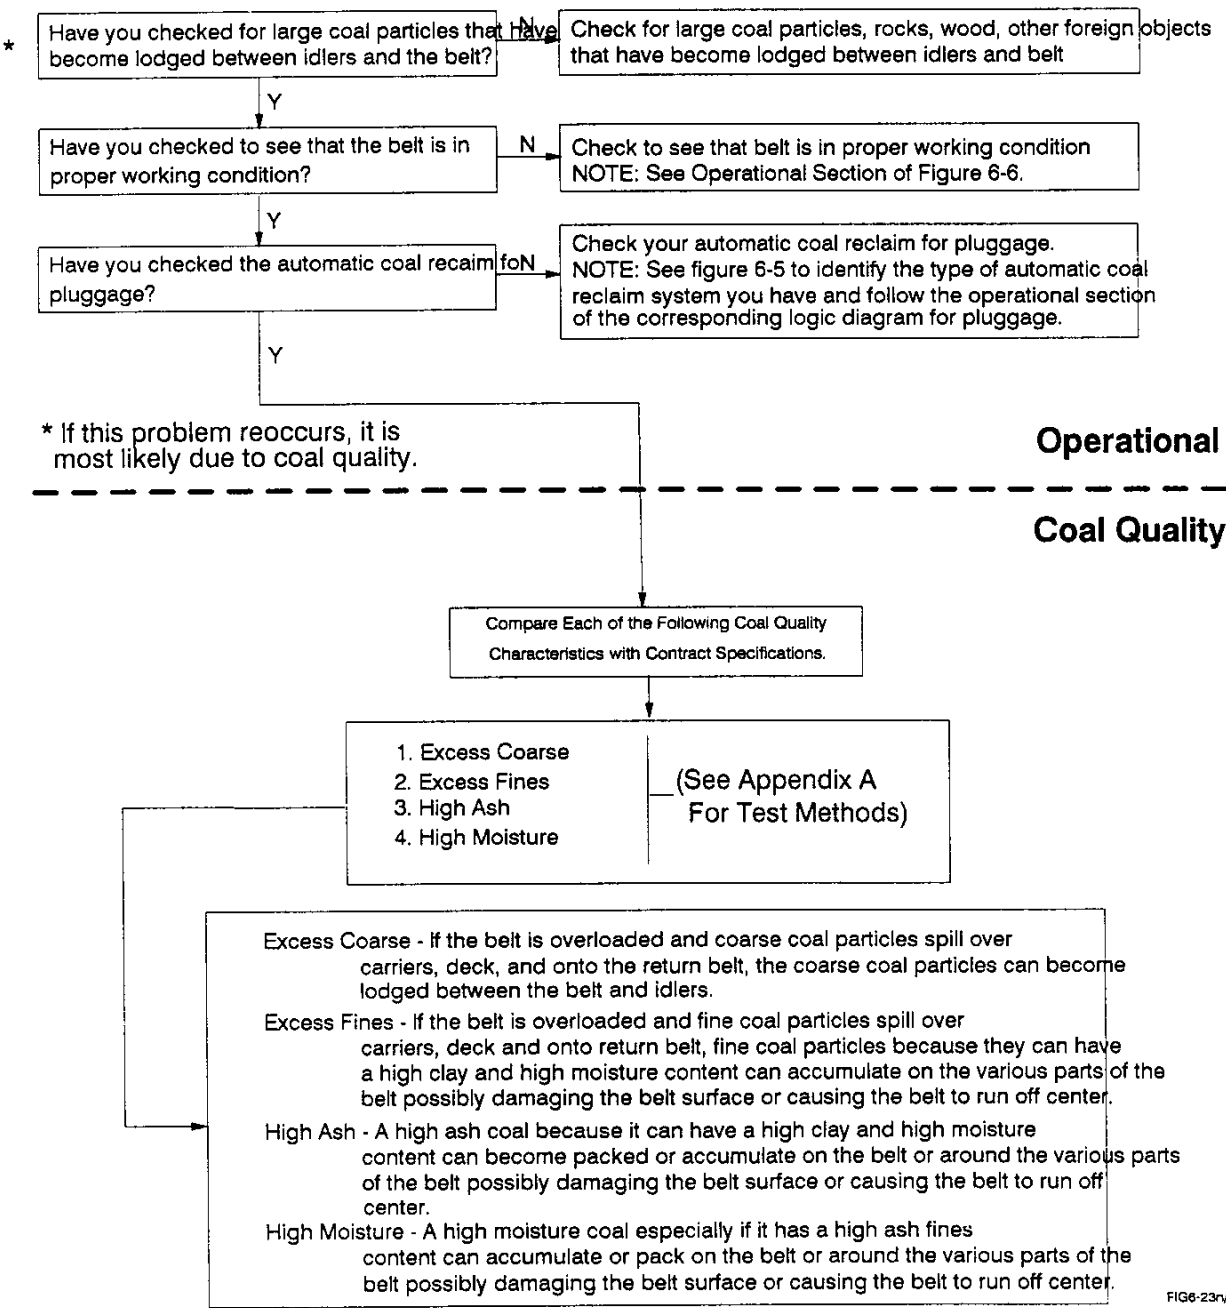 *
Have you checked for large coal particles that have
become lodged between idlers and the belt?
N
Check for large coal particles, rocks, wood, other foreign objects
that have become lodged between idlers and belt
Y
Have you checked to see that the belt is in
proper working condition?
N
Check to see that belt is in proper working condition
NOTE: See Operational Section of Figure 6-6.
Y
Have you checked the automatic coal recaim fo
pluggage?
N
Check your automatic coal reclaim for pluggage.
NOTE: See figure 6-5 to identify the type of automatic coal
reclaim system you have and follow the operational section
of the corresponding logic diagram for pluggage.
Y
* If this problem reoccurs, it is
most likely due to coal quality.
Operational
Coal Quality
Compare Each of the Following Coal Quality
Characteristics with Contract Specifications.
1. Excess Coarse
2. Excess Fines
3. High Ash
4. High Moisture
(See Appendix A
For Test Methods)
Excess Coarse - If the belt is overloaded and coarse coal particles spill over
carriers, deck, and onto the return belt, the coarse coal particles can become
lodged between the belt and idlers.
Excess Fines - If the belt is overloaded and fine coal particles spill over
carriers, deck and onto return belt, fine coal particles because they can have
a high clay and high moisture content can accumulate on the various parts of the
belt possibly damaging the belt surface or causing the belt to run off center.
High Ash - A high ash coal because it can have a high clay and high moisture
content can become packed or accumulate on the belt or around the various parts
of the belt possibly damaging the belt surface or causing the belt to run off
center.
High Moisture - A high moisture coal especially if it has a high ash fines
content can accumulate or pack on the belt or around the various parts of the
belt possibly damaging the belt surface or causing the belt to run off center.